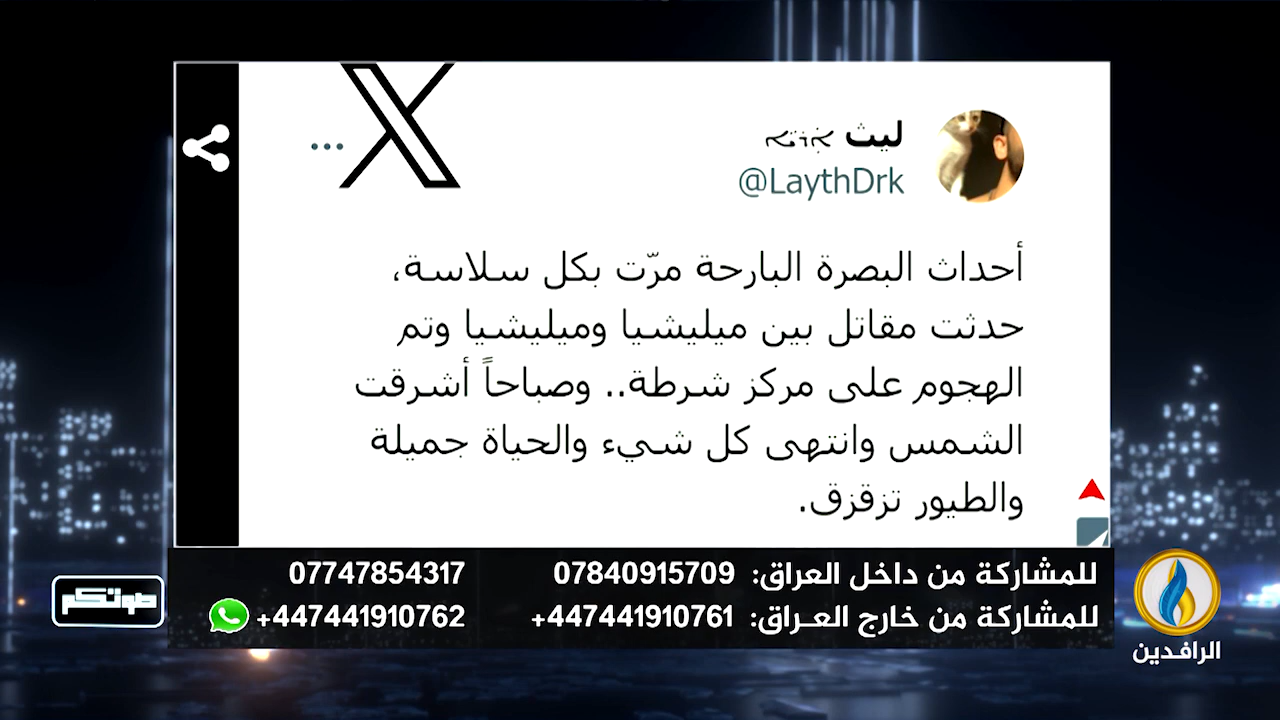 ليث
@LaythDrk
أحداث البصرة البارحة مرّت بكل سلاسة،
حدثت مقاتل بين ميليشيا وميليشيا وتم
الهجوم على مركز شرطة.. وصباحاً أشرقت
الشمس وانتهى كل شيء والحياة جميلة
والطيور تزقزق.
للمشاركة من داخل العراق: 07840915709 07747854317
للمشاركة من خارج العراق: 447441910761+ 447441910762+
صوتكم
الرافدين